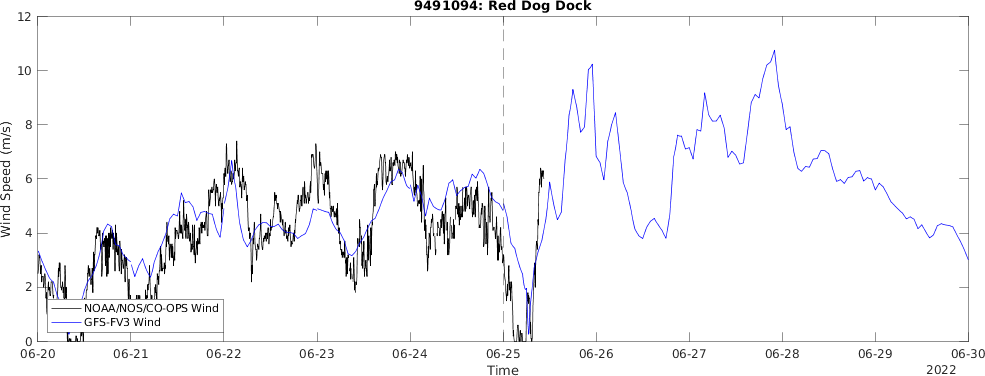 9491094: Red Dog Dock
12
10
8
6
4
2
0
Wind Speed (m/s)
NOAA/NOS/CO-OPS Wind
GFS-FV3 Wind
06-20 06-21 06-22 06-23 06-24 06-25 06-26 06-27 06-28 06-29 06-30
Time
2022